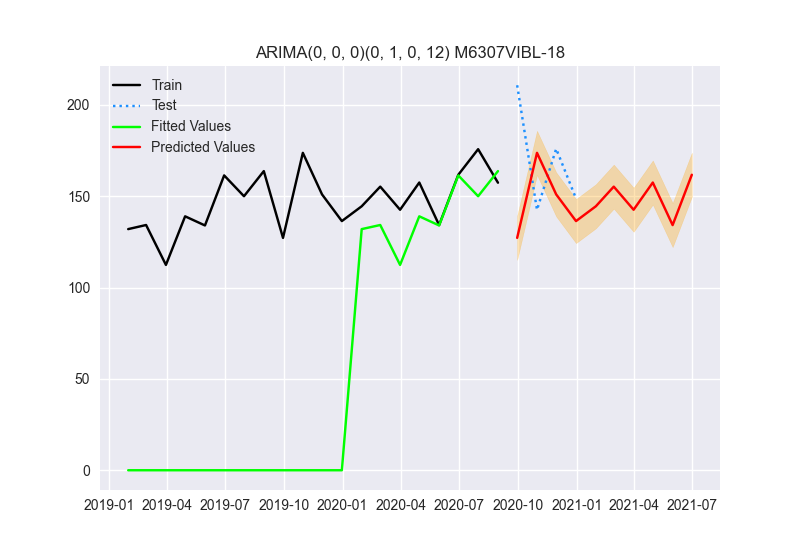 ARIMA(0, 0, 0)(0, 1, 0, 12) M6307VIBL-18
Train
Test
Fitted Values
Predicted Values
200
150
100
50
0
2019-01 2019-04 2019-07 2019-10 2020-01 2020-04 2020-07 2020-10 2021-01 2021-04 2021-07